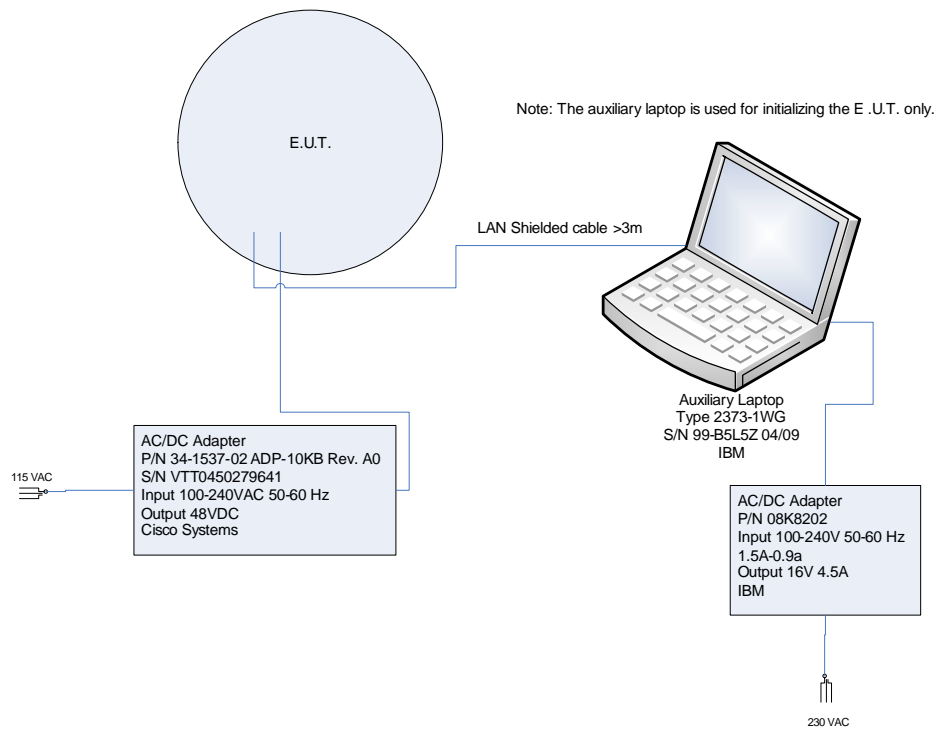 E.U.T.
Note: The auxiliary laptop is used for initializing the E .U.T. only.
LAN Shielded cable >3m
Auxiliary Laptop
Type 2373-1WG
S/N 99-B5L5Z 04/09
IBM
AC/DC Adapter
P/N 34-1537-02 ADP-10KB Rev. A0
S/N VTT0450279641
Input 100-240VAC 50-60 Hz
Output 48VDC
Cisco Systems
115 VAC
AC/DC Adapter
P/N 08K8202
Input 100-240V 50-60 Hz
1.5A-0.9a
Output 16V 4.5A
IBM
230 VAC